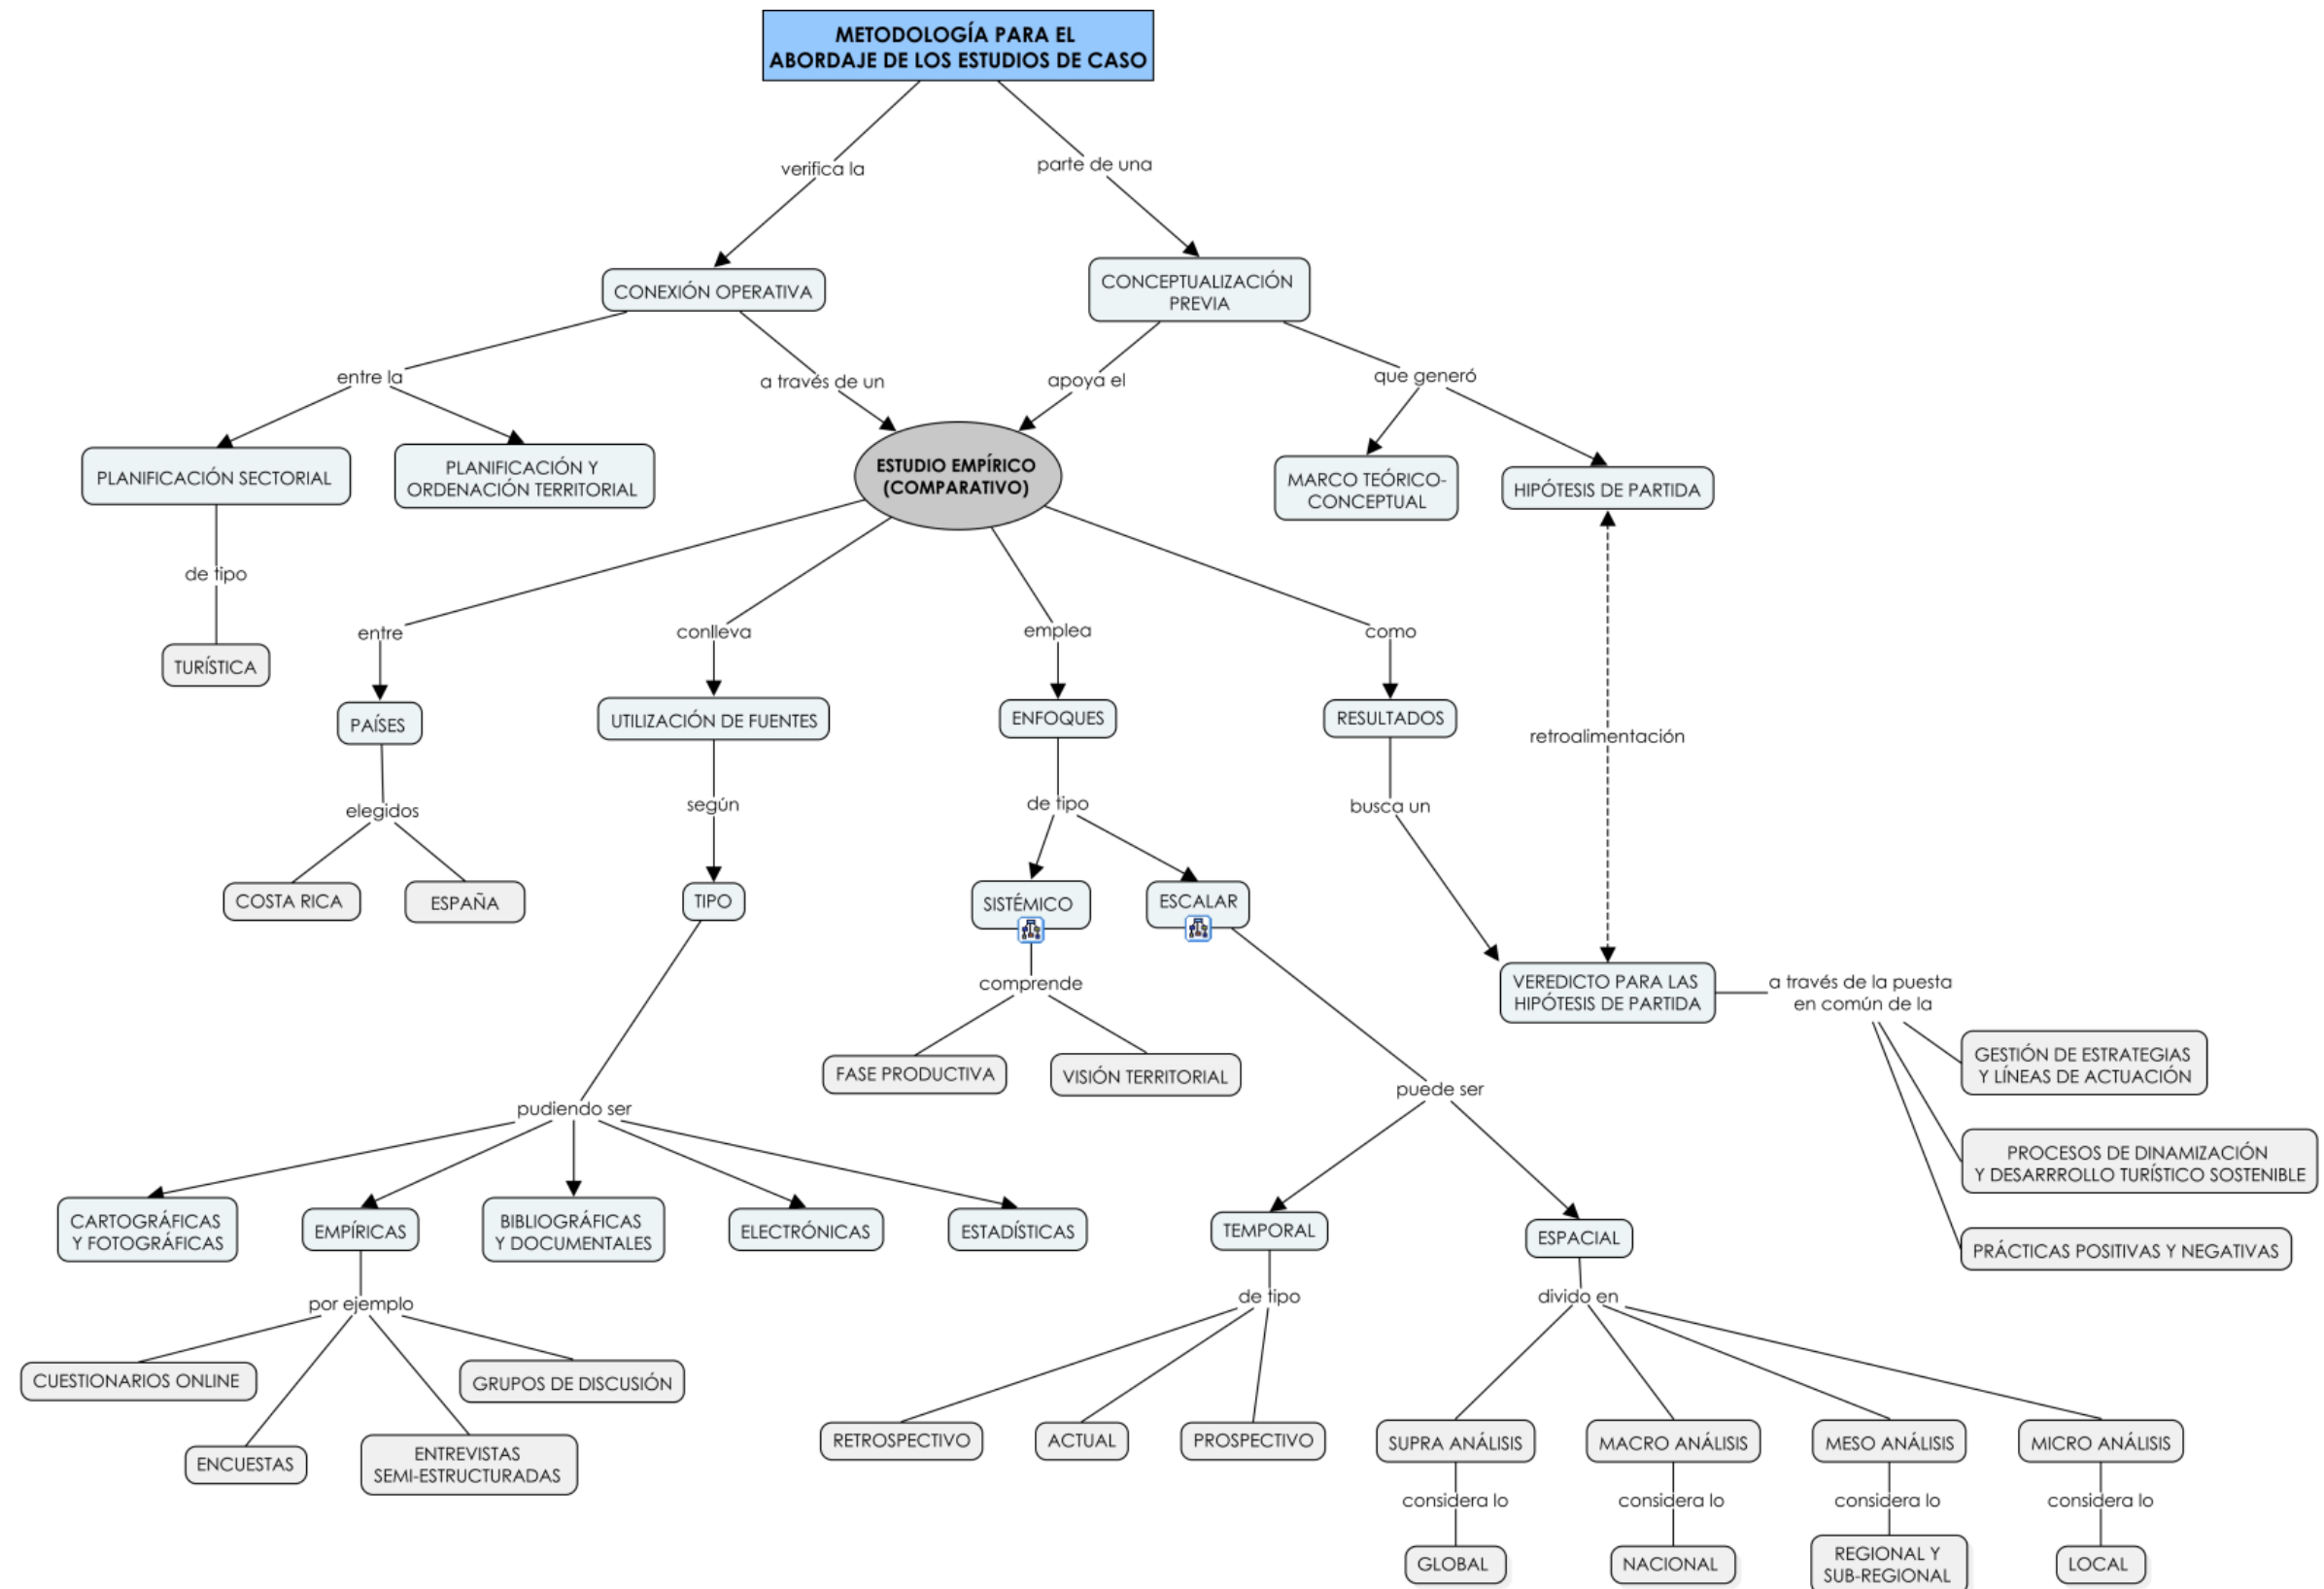 METODOLOGÍA PARA EL
ABORDAJE DE LOS ESTUDIOS DE CASO
verifica la
parte de una
CONEXIÓN OPERATIVA
CONCEPTUALIZACIÓN
PREVIA
entre la
a través de un
apoya el
que generó
PLANIFICACIÓN SECTORIAL
PLANIFICACIÓN Y
ORDENACIÓN TERRITORIAL
ESTUDIO EMPÍRICO
(COMPARATIVO)
MARCO TEÓRICO-
CONCEPTUAL
HIPÓTESIS DE PARTIDA
de tipo
TURÍSTICA
entre
conlleva
emplea
como
PAÍSES
UTILIZACIÓN DE FUENTES
ENFOQUES
RESULTADOS
retroalimentación
elegidos
según
de tipo
busca un
COSTA RICA
ESPAÑA
TIPO
SISTÉMICO
ESCALAR
comprende
VEREDICTO PARA LAS
HIPÓTESIS DE PARTIDA
a través de la puesta
en común de la
FASE PRODUCTIVA
VISIÓN TERRITORIAL
puede ser
GESTIÓN DE ESTRATEGIAS
Y LÍNEAS DE ACTUACIÓN
pudiendo ser
PROCESOS DE DINAMIZACIÓN
Y DESARRROLLO TURÍSTICO SOSTENIBLE
CARTOGRÁFICAS
Y FOTOGRÁFICAS
EMPÍRICAS
BIBLIOGRÁFICAS
Y DOCUMENTALES
ELECTRÓNICAS
ESTADÍSTICAS
TEMPORAL
ESPACIAL
PRÁCTICAS POSITIVAS Y NEGATIVAS
por ejemplo
de tipo
divido en
CUESTIONARIOS ONLINE
GRUPOS DE DISCUSIÓN
ENCUESTAS
ENTREVISTAS
SEMI-ESTRUCTURADAS
RETROSPECTIVO
ACTUAL
PROSPECTIVO
SUPRA ANÁLISIS
MACRO ANÁLISIS
MESO ANÁLISIS
MICRO ANÁLISIS
considera lo
considera lo
considera lo
considera lo
GLOBAL
NACIONAL
REGIONAL Y
SUB-REGIONAL
LOCAL